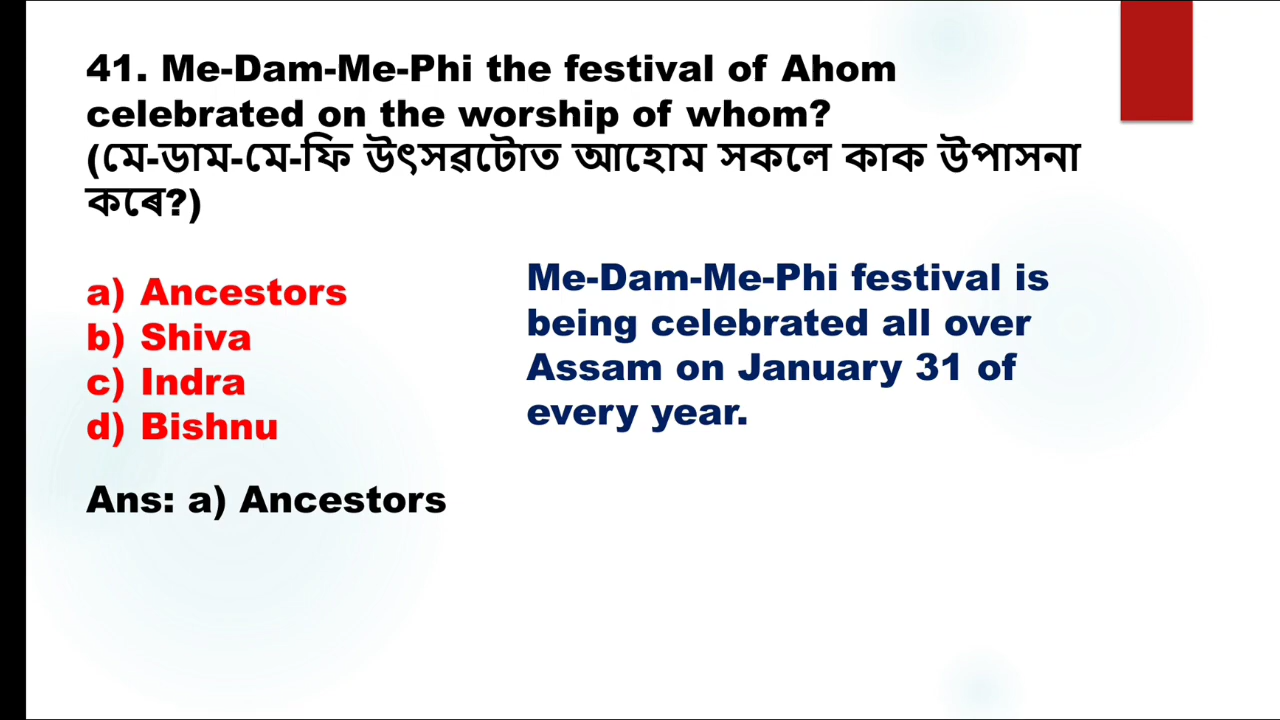 41. Me-Dam-Me-Phi the festival of Ahom
celebrated on the worship of whom?
(মে-ডাম-মে-ফি উৎসৱটোত আহোম সকলে কাক উপাসনা
কৰে?)
a) Ancestors
b) Shiva
c) Indra
d) Bishnu
Ans: a) Ancestors
Me-Dam-Me-Phi festival is
being celebrated all over
Assam on January 31 of
every year.